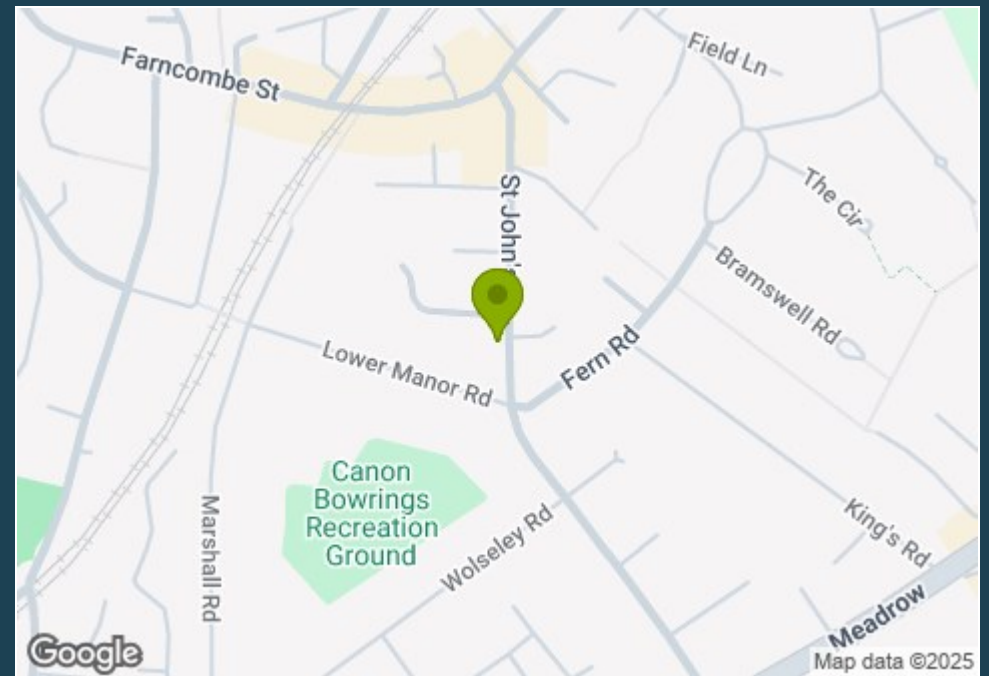 Farncombe St
Field Ln
St John's
The Cir
Bramswell Rd
Lower Manor Rd
Fern Rd
Canon
Bowrings
Recreation
Ground
Marshall Rd
Wolseley Rd
King's Rd
Meadrow
Google
Map data ©2025